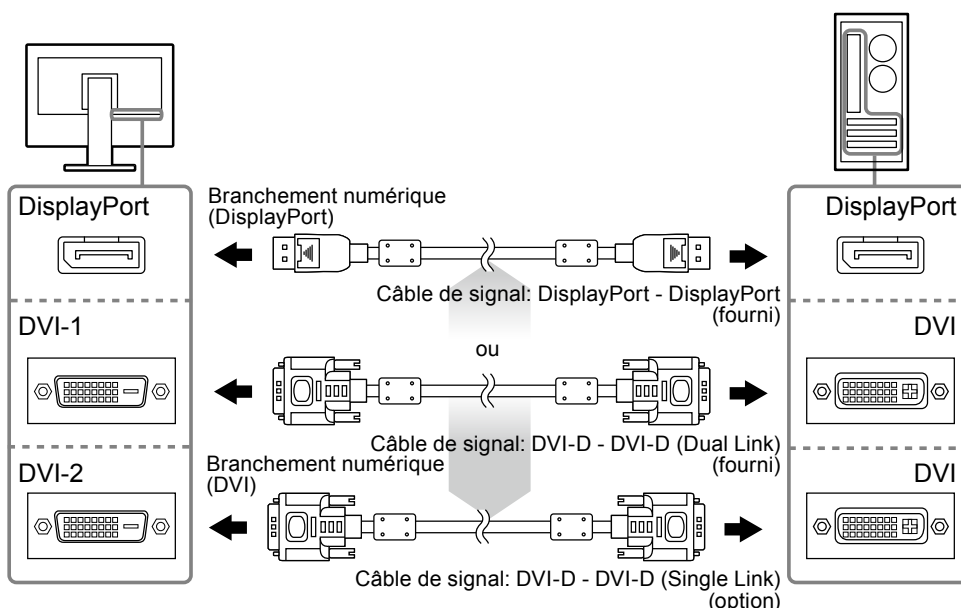 DisplayPort
Branchement numérique
(DisplayPort)
DisplayPort
Câble de signal: DisplayPort - DisplayPort
(fourni)
DVI-1
ou
DVI
Câble de signal: DVI-D - DVI-D (Dual Link)
(fourni)
DVI-2
Branchement numérique
(DVI)
DVI
Câble de signal: DVI-D - DVI-D (Single Link)
(option)